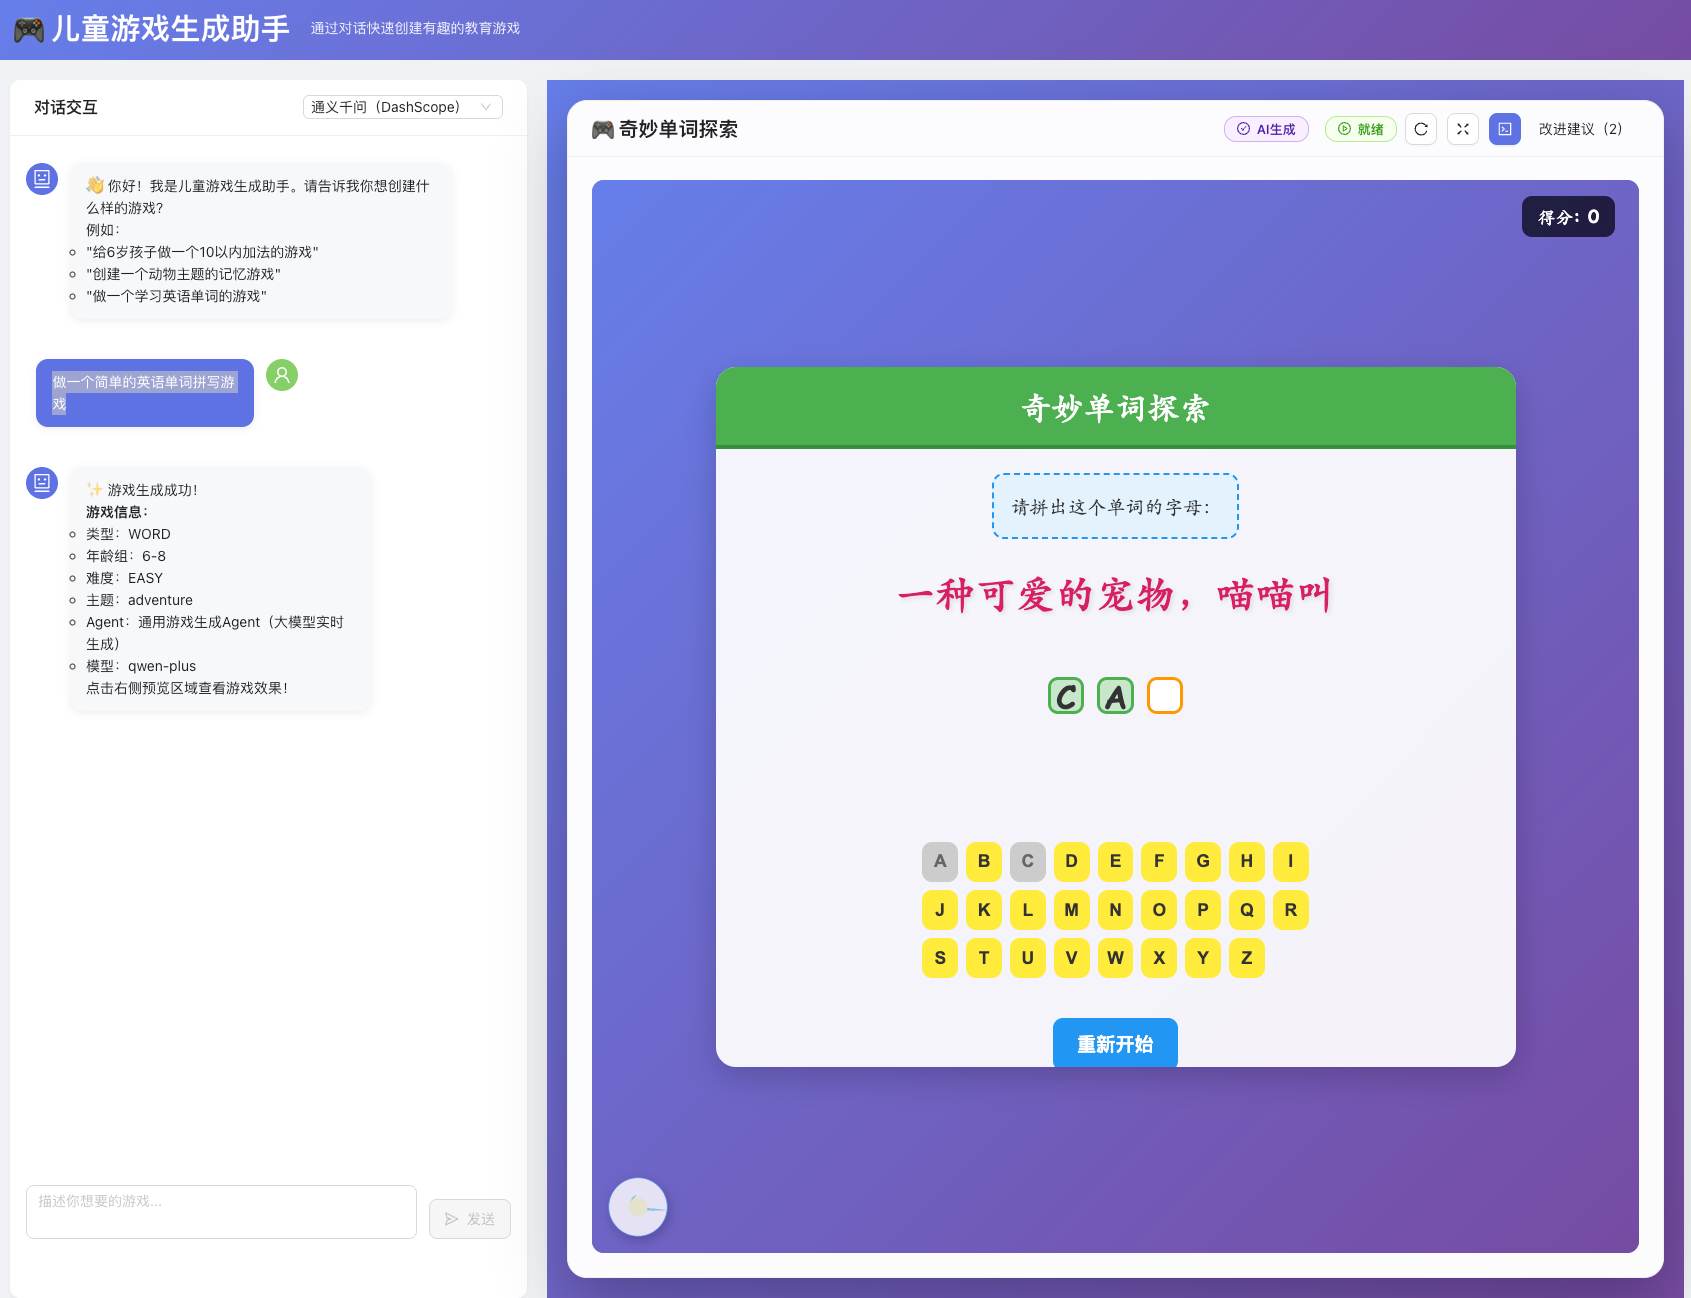 🎮 儿童游戏生成助手
通过对话快速创建有趣的教育游戏
对话交互
通义千问（DashScope）
👋 你好！我是儿童游戏生成助手。请告诉我你想创建什
么样的游戏？
例如：
"给6岁孩子做一个10以内加法的游戏"
"创建一个动物主题的记忆游戏"
"做一个学习英语单词的游戏"
做一个简单的英语单词拼写游
戏
✨ 游戏生成成功！
游戏信息：
类型：WORD
年龄组：6-8
难度：EASY
主题：adventure
Agent：通用游戏生成Agent（大模型实时
生成）
模型：qwen-plus
点击右侧预览区域查看游戏效果！
描述你想要的游戏...
发送
🎮 奇妙单词探索
AI生成
就绪
改进建议（2）
得分：0
奇妙单词探索
请拼出这个单词的字母：
一种可爱的宠物，喵喵叫
C A
A B C D E F G H I
J K L M N O P Q R
S T U V W X Y Z
重新开始